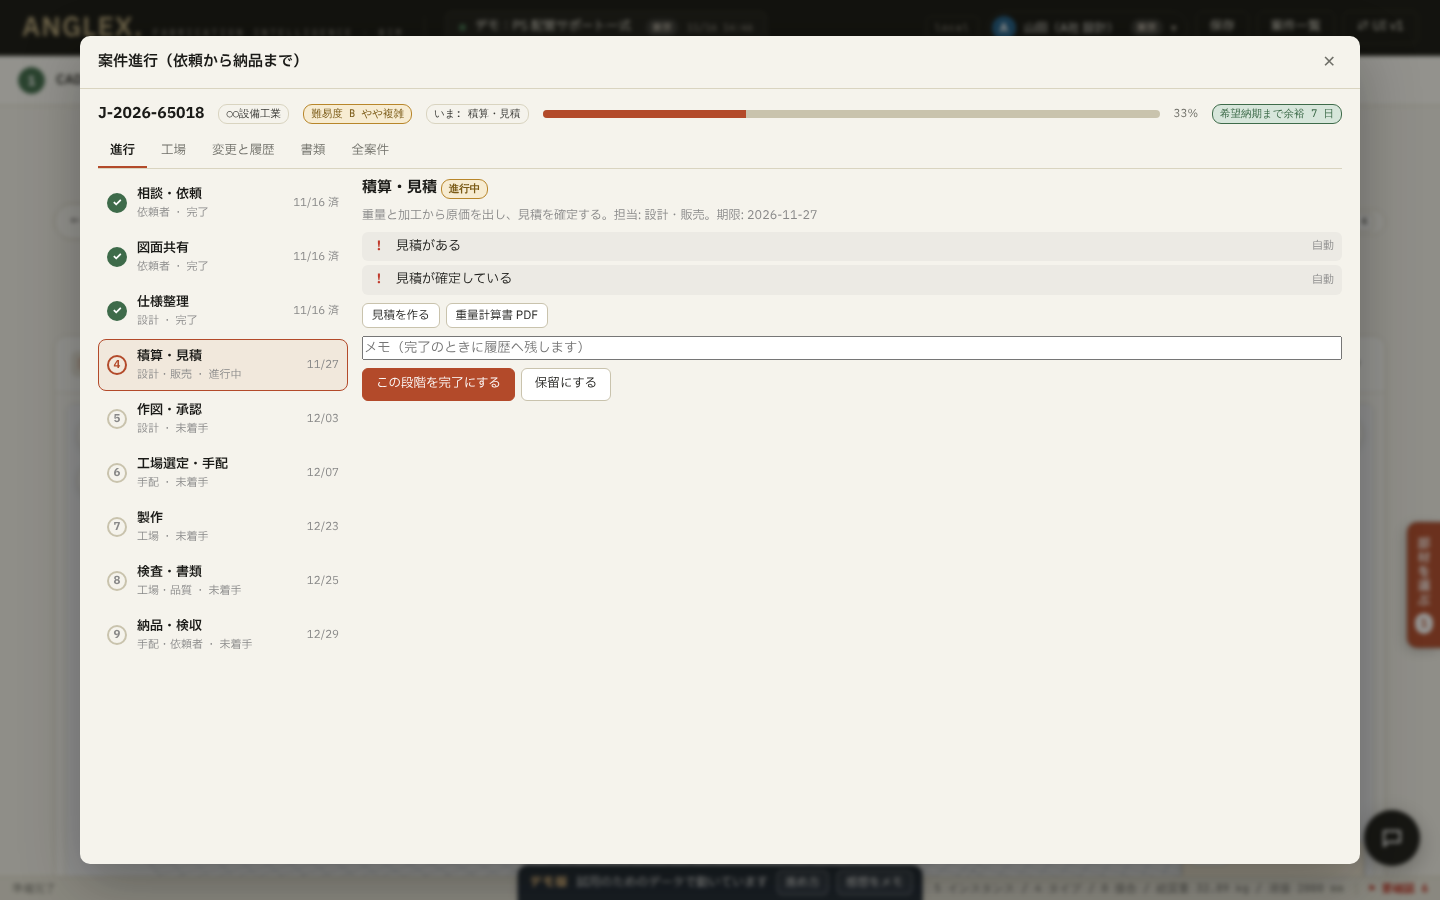 ANGLEX.
案件進行（依頼から納品まで）
×
J-2026-65018
○○設備工業
難易度 B やや複雑
いま: 積算・見積
33%
希望納期まで余裕 7 日
進行 工場 変更と履歴 書類 全案件
相談・依頼
依頼者 ・ 完了
11/16 済
図面共有
依頼者 ・ 完了
11/16 済
仕様整理
設計 ・ 完了
11/16 済
4
積算・見積
設計・販売 ・ 進行中
11/27
5
作図・承認
設計 ・ 未着手
12/03
6
工場選定・手配
手配 ・ 未着手
12/07
7
製作
工場 ・ 未着手
12/23
8
検査・書類
工場・品質 ・ 未着手
12/25
9
納品・検収
手配・依頼者 ・ 未着手
12/29
積算・見積 進行中
重量と加工から原価を出し、見積を確定する。担当: 設計・販売。期限: 2026-11-27
! 見積がある 自動
! 見積が確定している 自動
見積を作る 重量計算書 PDF
メモ（完了のときに履歴へ残します）
この段階を完了にする 保留にする